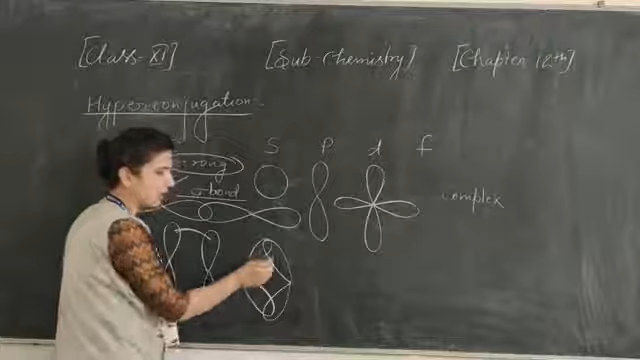 [Class-XI] [Sub-Chemistry] [Chapter 12th]
Hyperconjugation-
strong S P d f
σ-bond complex